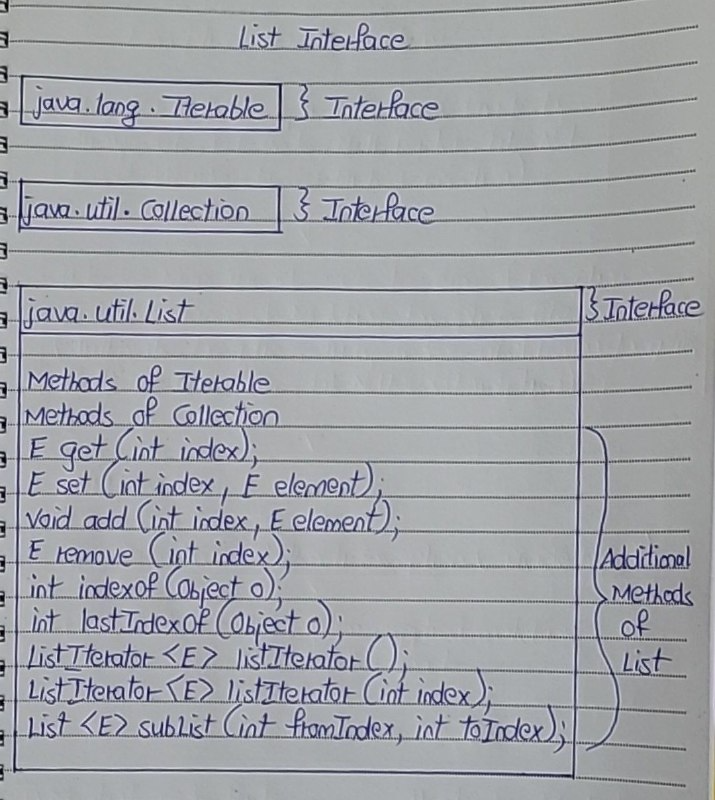 List Interface
java.lang.Iterable } Interface
java.util.Collection } Interface
java.util.List } Interface
Methods of Iterable
Methods of Collection
E get (int index);
E set (int index, E element);
void add (int index, E element);
E remove (int index);
int indexof (Object o);
int lastIndexof (Object o);
ListIterator <E> listIterator ();
ListIterator <E> listIterator (int index);
List <E> subList (int fromIndex, int toIndex);
Additional
Methods
of
List